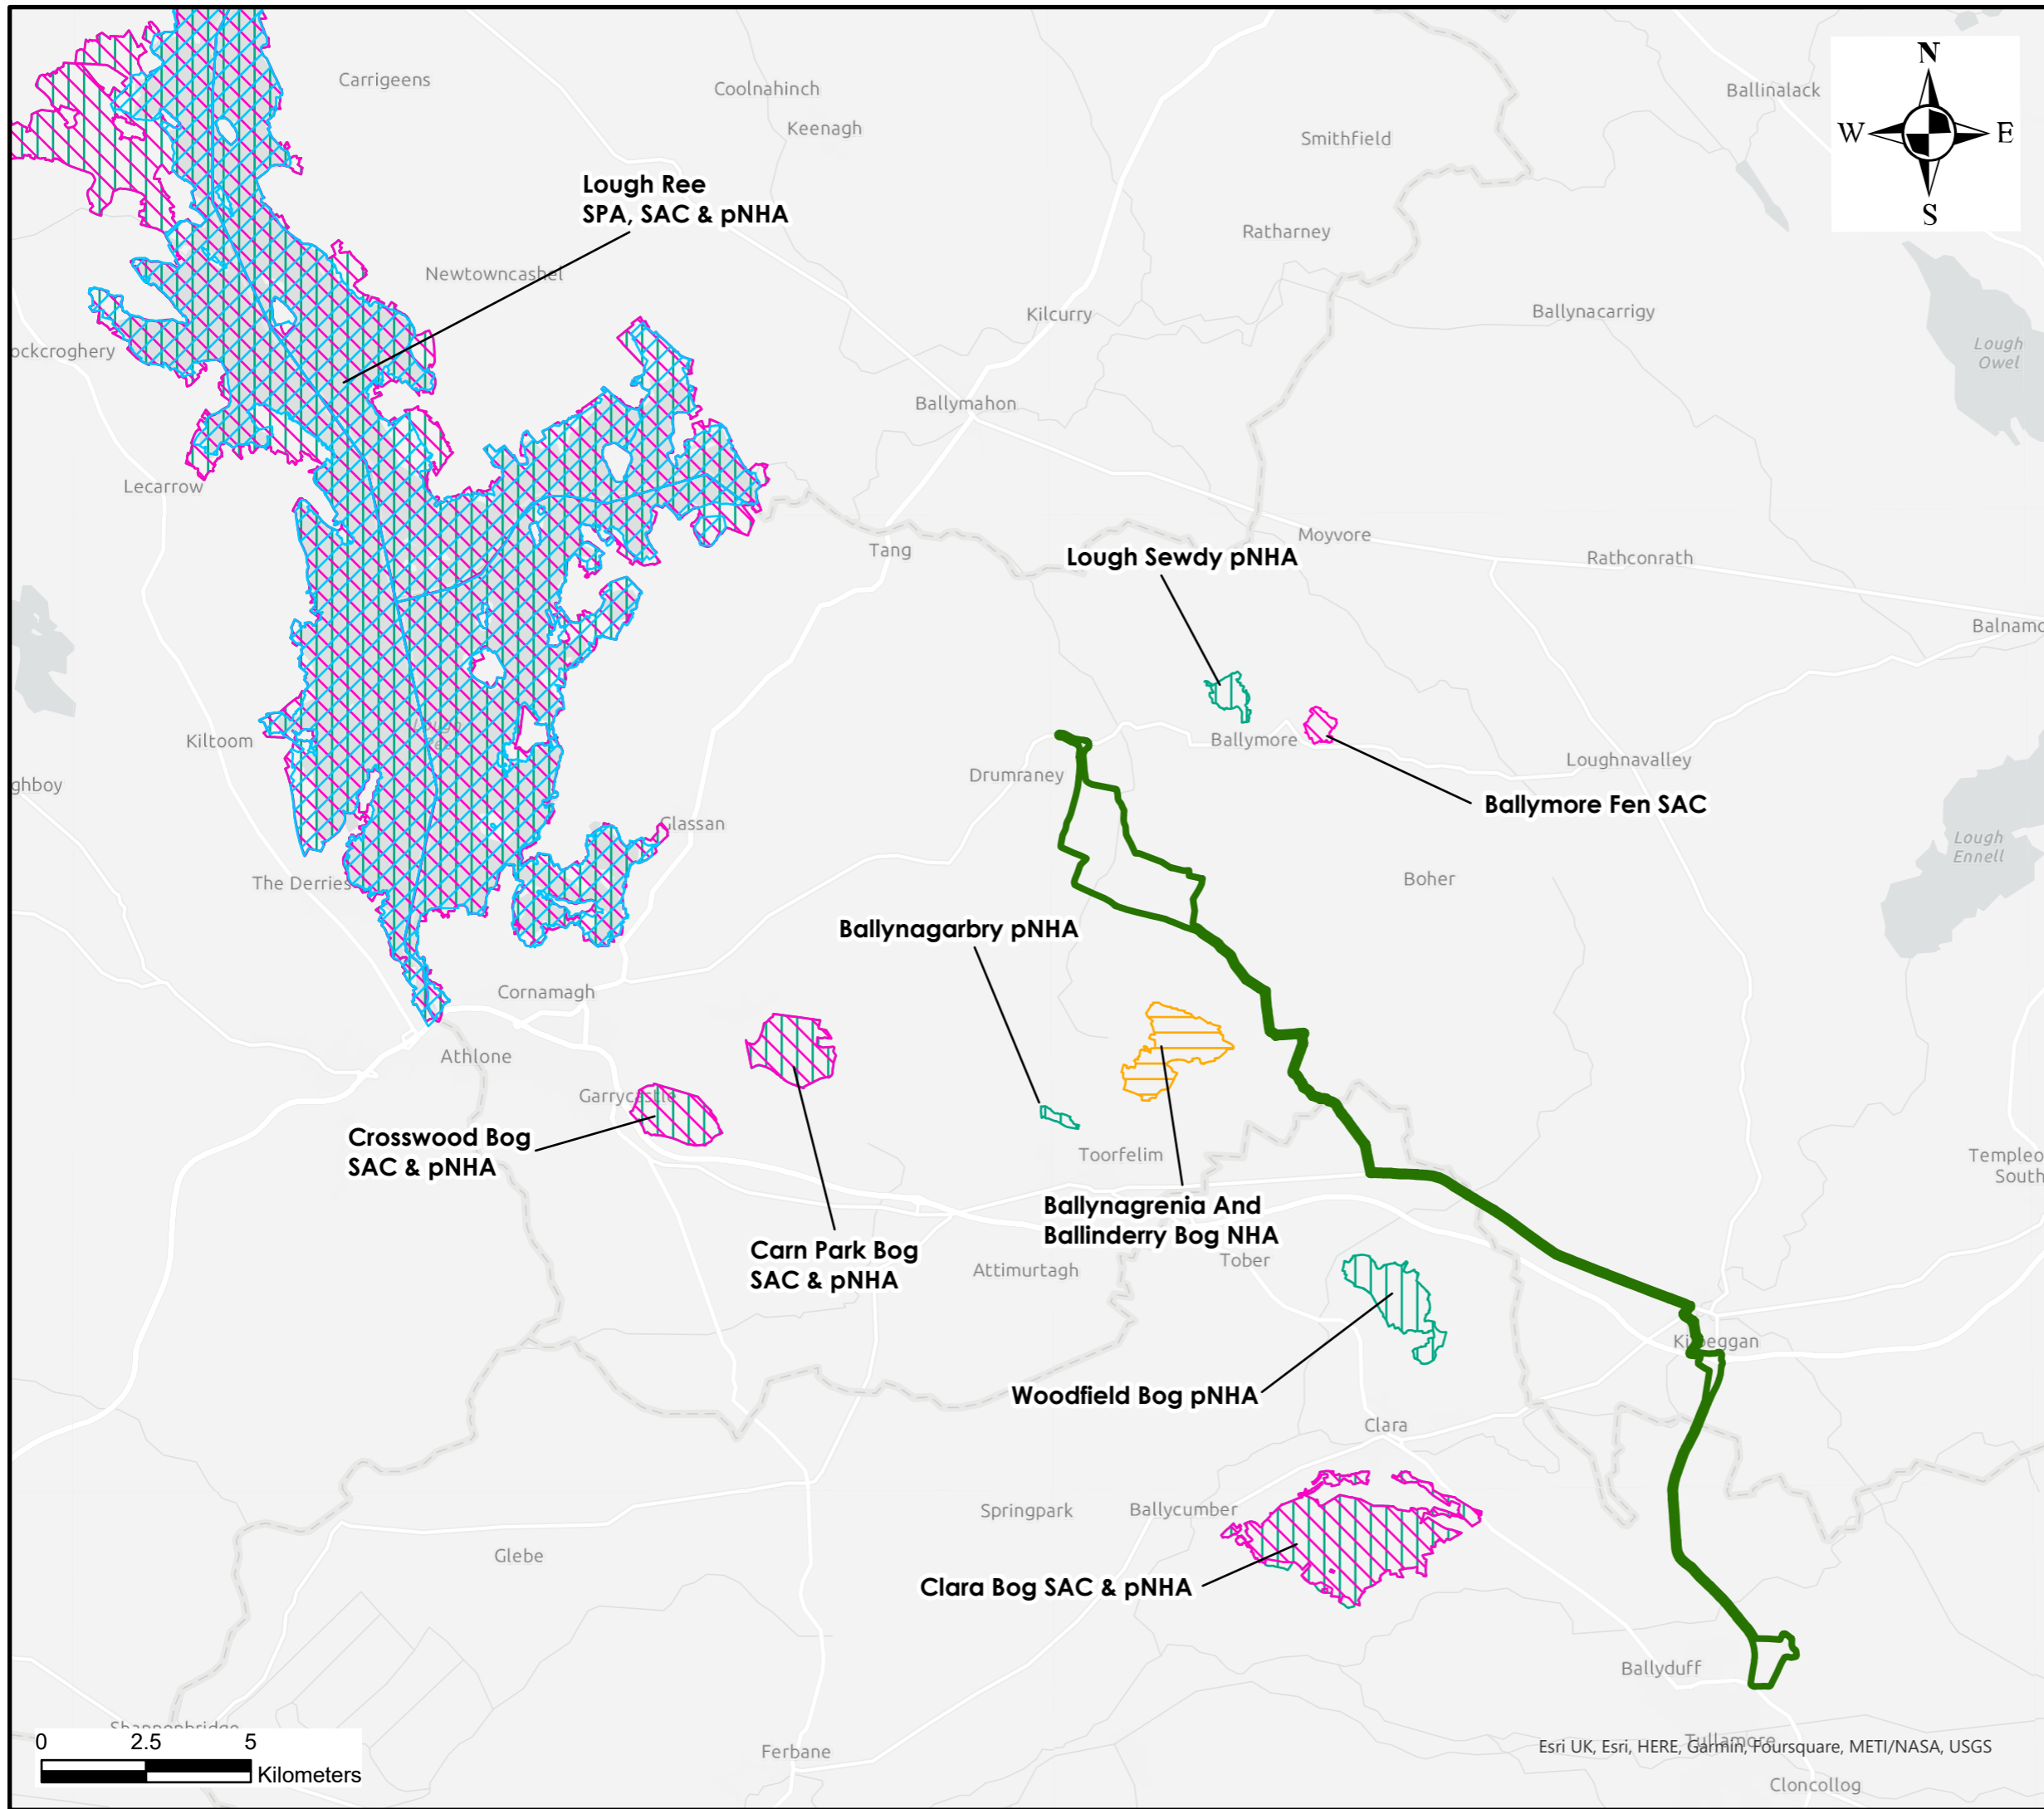 Carrigeens
Coolnahinch
Keenagh
Smithfield
Ballinalack
N
W
E
S
Lough Ree
SPA, SAC & pNHA
Ratharney
Newtowncashel
Kilcurry
Ballynacarrigy
Lough
Owel
ockcroghery
Ballymahon
Lecarrow
Tang
Moyvore
Lough Sewdy pNHA
Rathconrath
Balnamo
Kiltoom
Ballymore
Drumraney
Loughnavalley
ghboy
Ballymore Fen SAC
Glassan
Lough
Ennell
The Derries
Boher
Ballynagarbry pNHA
Cornamagh
Athlone
Garrycastle
Crosswood Bog
SAC & pNHA
Toorfelim
Templeo
South
Ballynagrenia And
Ballinderry Bog NHA
Carn Park Bog
SAC & pNHA
Attimurtagh
Tober
Woodfield Bog pNHA
Clara
Springpark
Ballycumber
Glebe
Clara Bog SAC & pNHA
Ballyduff
Shannonbridge
0 2.5 5
Kilometers
Ferbane
Tullamore
Esri UK, Esri, HERE, Garmin, Foursquare, METI/NASA, USGS
Cloncollog